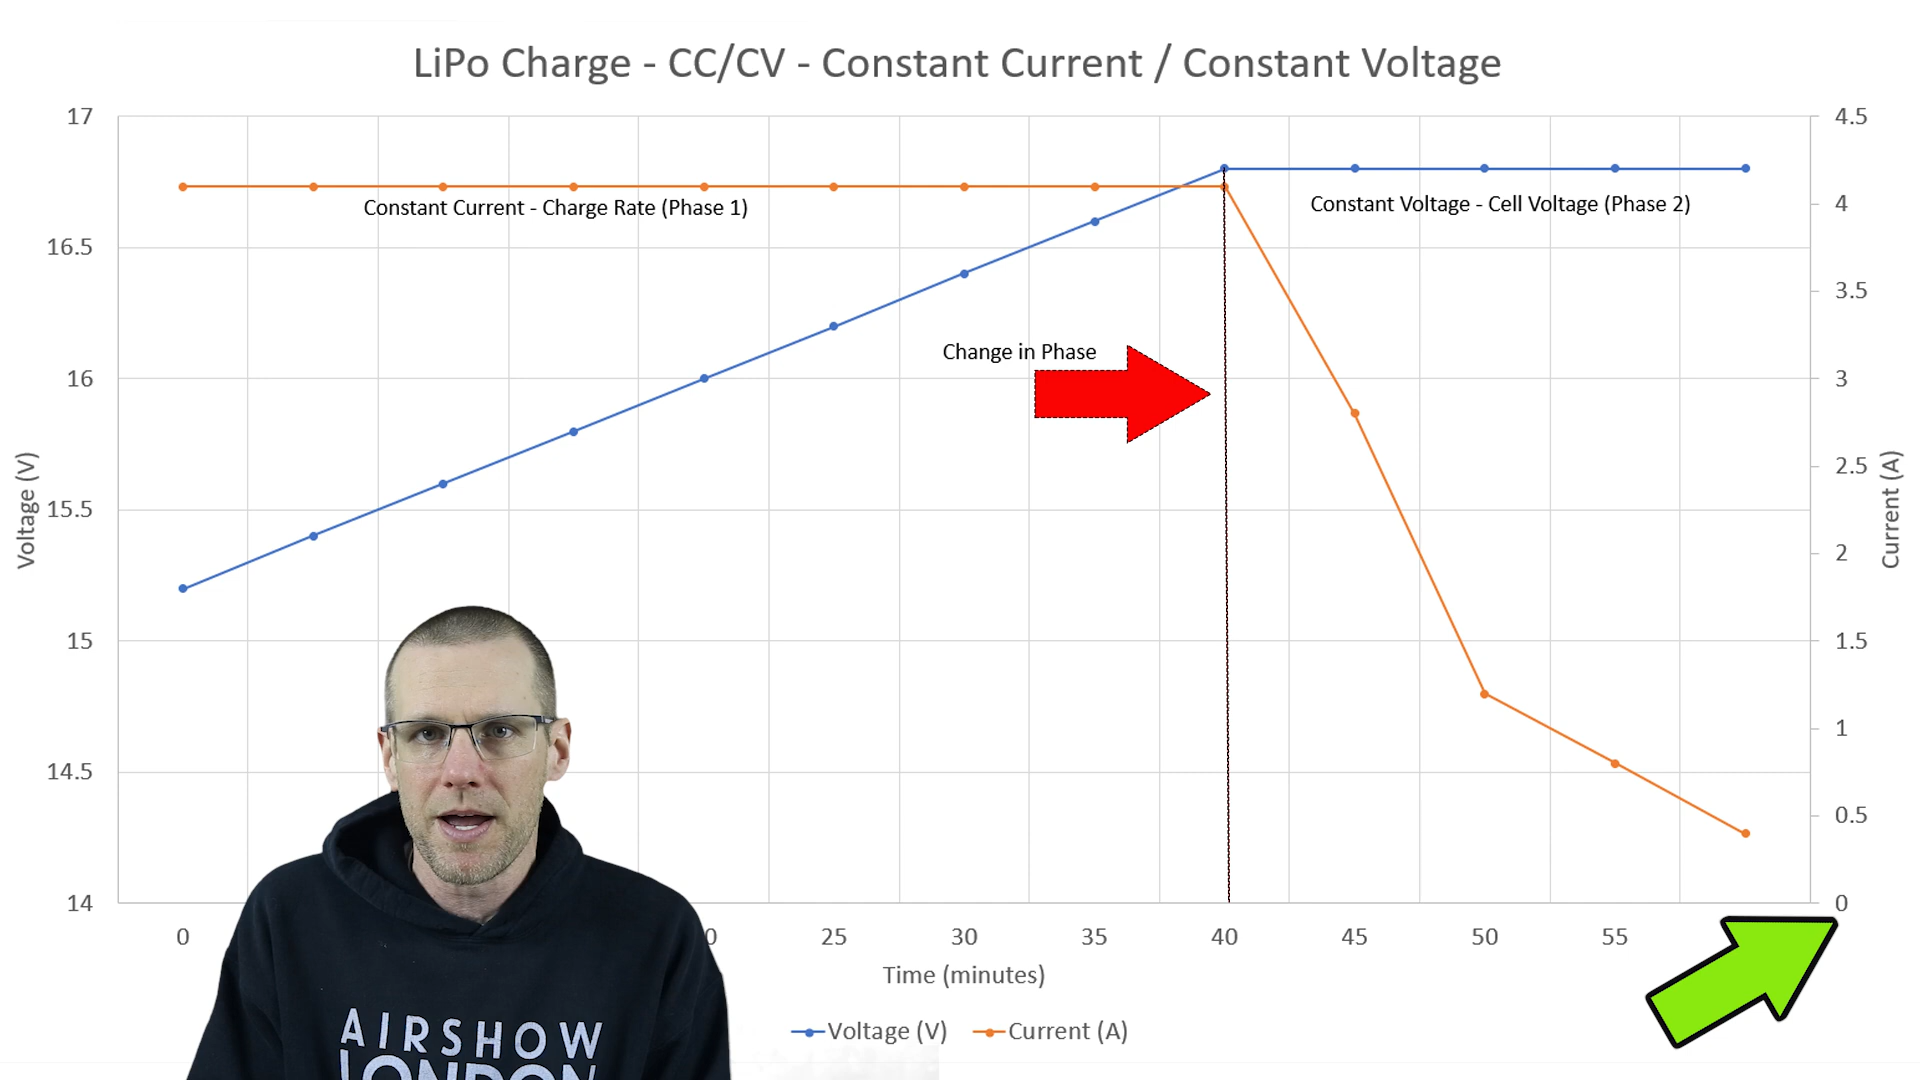 LiPo Charge - CC/CV - Constant Current / Constant Voltage
17
16.5
16
15.5
15
14.5
14
Voltage (V)
4.5
4
3.5
3
2.5
2
1.5
1
0.5
0
Current (A)
Constant Current - Charge Rate (Phase 1)
Constant Voltage - Cell Voltage (Phase 2)
Change in Phase
0 25 30 35 40 45 50 55
Time (minutes)
Voltage (V) Current (A)
AIRSHOW
LONDON